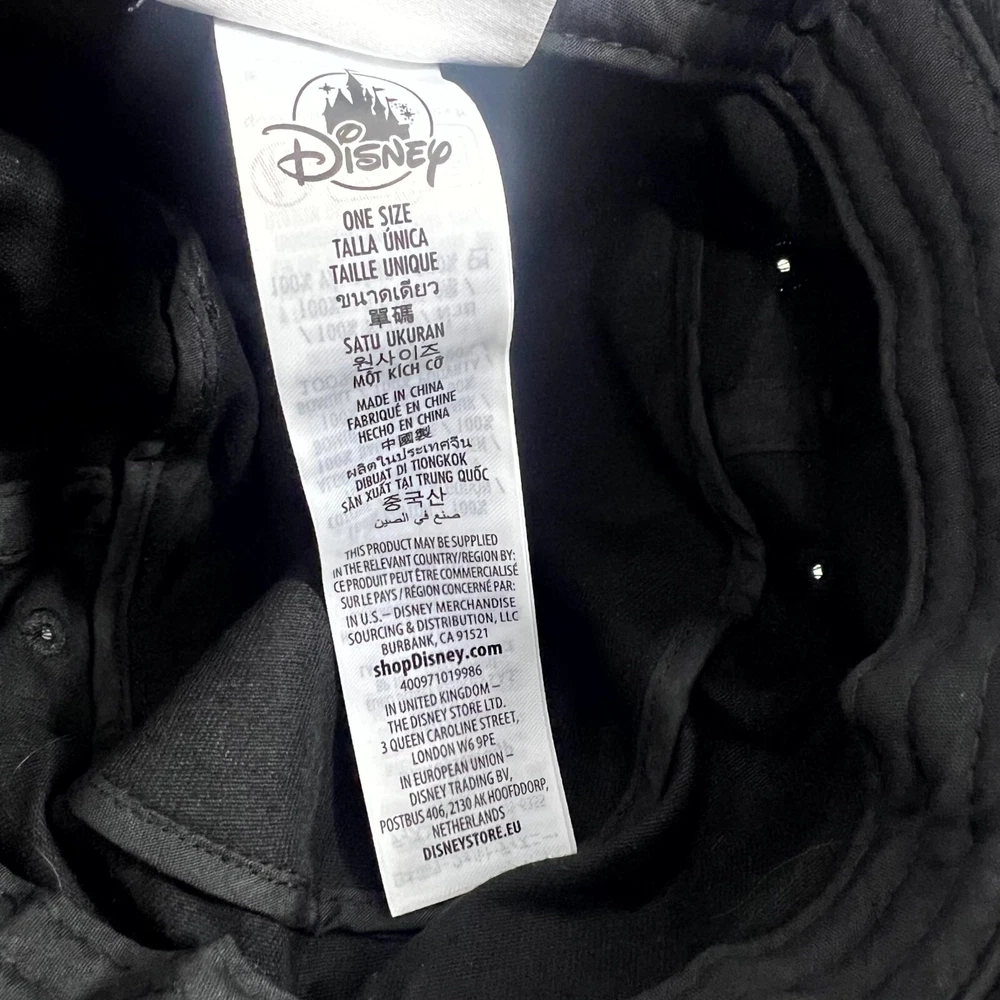 Disney
ONE SIZE
TALLA ÚNICA
TAILLE UNIQUE
ขนาดเดียว
單碼
SATU UKURAN
원사이즈
MỘT KÍCH CỠ
MADE IN CHINA
FABRIQUÉ EN CHINE
HECHO EN CHINA
中國製
ผลิตในประเทศจีน
DIBUAT DI TIONGKOK
SẢN XUẤT TẠI TRUNG QUỐC
중국산
صنع في الصين
THIS PRODUCT MAY BE SUPPLIED
IN THE RELEVANT COUNTRY/REGION BY:
CE PRODUIT PEUT ÊTRE COMMERCIALISÉ
SUR LE PAYS / RÉGION CONCERNÉ PAR:
IN U.S.– DISNEY MERCHANDISE
SOURCING & DISTRIBUTION, LLC
BURBANK, CA 91521
shopDisney.com
400971019986
IN UNITED KINGDOM –
THE DISNEY STORE LTD.
3 QUEEN CAROLINE STREET,
LONDON W6 9PE
IN EUROPEAN UNION –
DISNEY TRADING BV,
POSTBUS 406, 2130 AK HOOFDDORP,
NETHERLANDS
DISNEYSTORE.EU